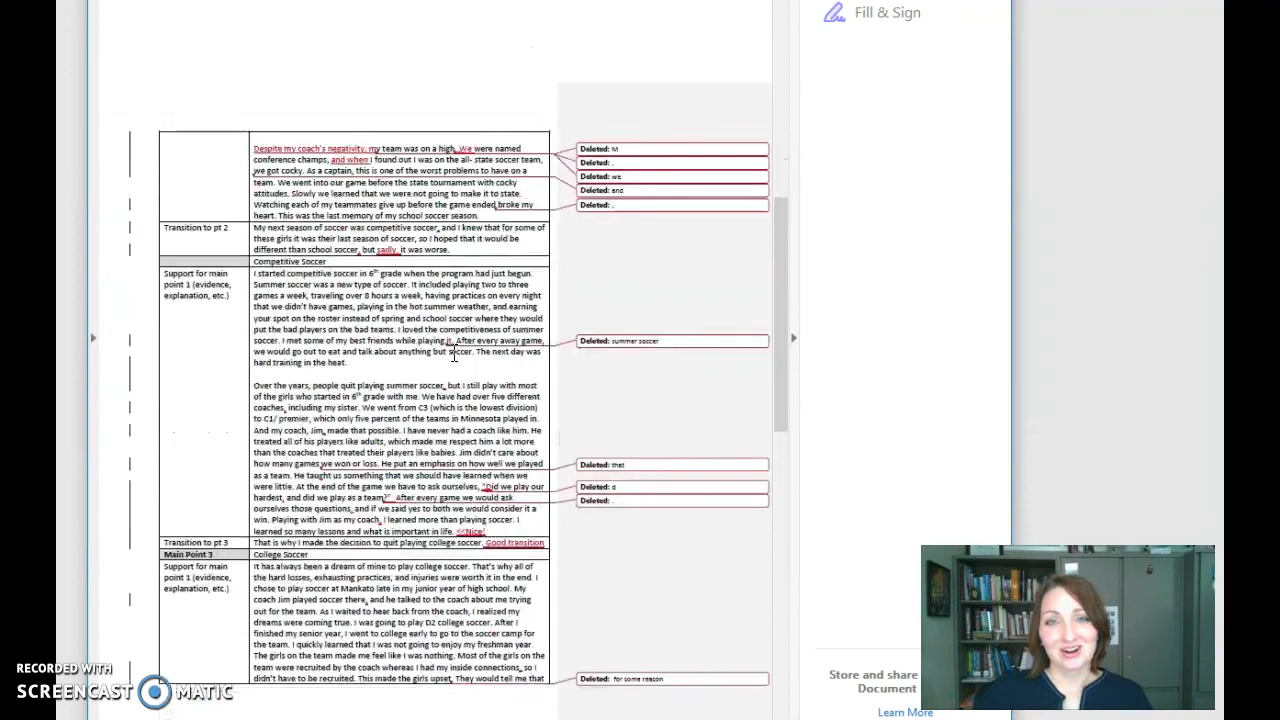 Fill & Sign
Despite my coach's negativity, my team was on a high. We were named
conference champs, and when I found out I was on the all- state soccer team,
we got cocky. As a captain, this is one of the worst problems to have on a
team. We went into our game before the state tournament with cocky
attitudes. Slowly we learned that we were not going to make it to state.
Watching each of my teammates give up before the game ended broke my
heart. This was the last memory of my school soccer season.
Deleted: M
Deleted: .
Deleted: we
Deleted: and
Deleted: .
Transition to pt 2
My next season of soccer was competitive soccer, and I knew that for some of
these girls it was their last season of soccer, so I hoped that it would be
different than school soccer, but sadly, it was worse.
Competitive Soccer
Support for main
point 1 (evidence,
explanation, etc.)
I started competitive soccer in 6th grade when the program had just begun.
Summer soccer was a new type of soccer. It included playing two to three
games a week, traveling over 8 hours a week, having practices on every night
that we didn't have games, playing in the hot summer weather, and earning
your spot on the roster instead of spring and school soccer where they would
put the bad players on the bad teams. I loved the competitiveness of summer
soccer. I met some of my best friends while playing it. After every away game,
we would go out to eat and talk about anything but soccer. The next day was
hard training in the heat.
Deleted: summer soccer
Over the years, people quit playing summer soccer, but I still play with most
of the girls who started in 6th grade with me. We have had over five different
coaches, including my sister. We went from C3 (which is the lowest division)
to C1/ premier, which only five percent of the teams in Minnesota played in.
And my coach, Jim, made that possible. I have never had a coach like him. He
treated all of his players like adults, which made me respect him a lot more
than the coaches that treated their players like babies. Jim didn't care about
how many games we won or loss. He put an emphasis on how well we played
as a team. He taught us something that we should have learned when we
were little. At the end of the game we have to ask ourselves, "Did we play our
hardest, and did we play as a team?" After every game we would ask
ourselves those questions, and if we said yes to both we would consider it a
win. Playing with Jim as my coach, I learned more than playing soccer. I
learned so many lessons and what is important in life. <<Nice!
Deleted: that
Deleted: d
Deleted: .
Transition to pt 3
That is why I made the decision to quit playing college soccer. Good transition
Main Point 3
College Soccer
Support for main
point 1 (evidence,
explanation, etc.)
It has always been a dream of mine to play college soccer. That's why all of
the hard losses, exhausting practices, and injuries were worth it in the end. I
chose to play soccer at Mankato late in my junior year of high school. My
coach Jim played soccer there, and he talked to the coach about me trying
out for the team. As I waited to hear back from the coach, I realized my
dreams were coming true. I was going to play D2 college soccer. After I
finished my senior year, I went to college early to go to the soccer camp for
the team. I quickly learned that I was not going to enjoy my freshman year.
The girls on the team made me feel like I was nothing. Most of the girls on the
team were recruited by the coach whereas I had my inside connections, so I
didn't have to be recruited. This made the girls upset. They would tell me that
Deleted: for some reason
Store and share
Document
Learn More
RECORDED WITH
SCREENCAST MATIC